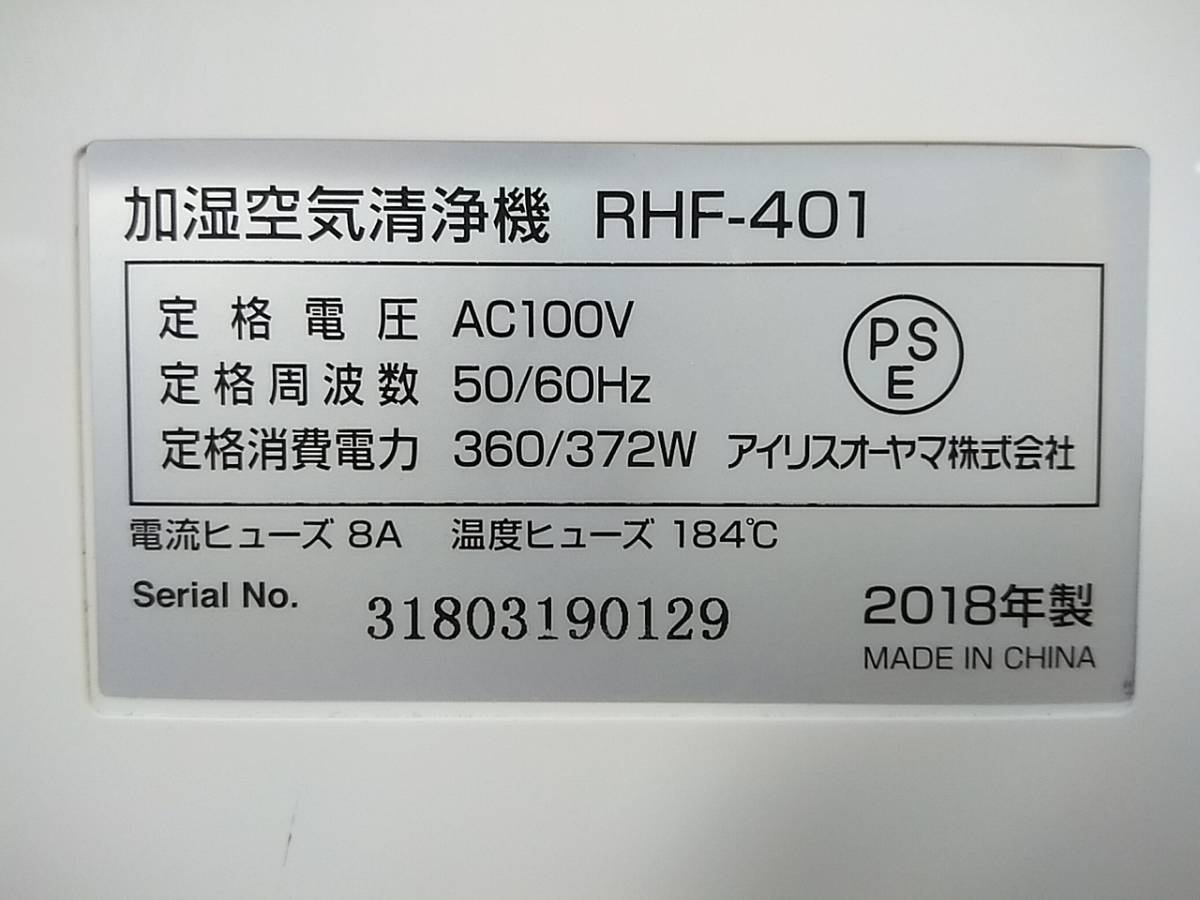 加湿空気清浄機 RHF-401
定格電圧 AC100V
定格周波数 50/60Hz
定格消費電力 360/372W
PS
E
アイリスオーヤマ株式会社
電流ヒューズ 8A 温度ヒューズ 184℃
Serial No. 31803190129
2018年製
MADE IN CHINA